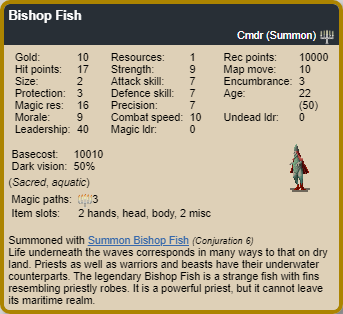 Bishop Fish
Cmdr (Summon)
Gold: 10 Resources: 1 Rec points: 10000
Hit points: 17 Strength: 9 Map move: 10
Size: 2 Attack skill: 7 Encumbrance: 3
Protection: 3 Defence skill: 7 Age: 22
Magic res: 16 Precision: 7 (50)
Morale: 9 Combat speed: 10 Undead ldr: 0
Leadership: 40 Magic ldr: 0
Basecost: 10010
Dark vision: 50%
(Sacred, aquatic)
Magic paths: 3
Item slots: 2 hands, head, body, 2 misc
Summoned with Summon Bishop Fish (Conjuration 6)
Life underneath the waves corresponds in many ways to that on dry
land. Priests as well as warriors and beasts have their underwater
counterparts. The legendary Bishop Fish is a strange fish with fins
resembling priestly robes. It is a powerful priest, but it cannot leave
its maritime realm.